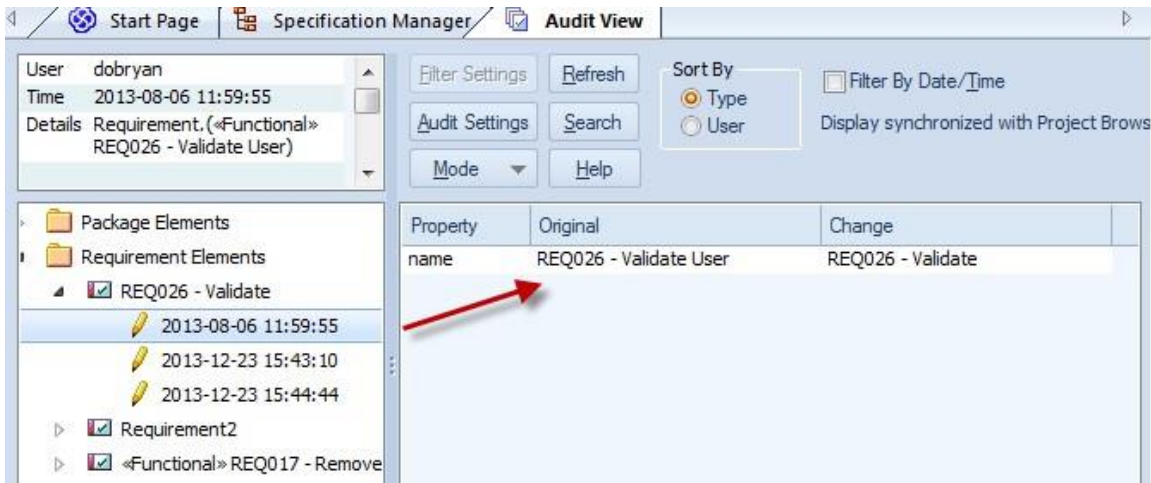 Start Page
Specification Manager
Audit View
User dobryan
Time 2013-08-06 11:59:55
Details Requirement.(«Functional»
REQ026 - Validate User)
Filter Settings
Refresh
Audit Settings
Search
Mode
Help
Sort By
Type
User
Filter By Date/Time
Display synchronized with Project Brows
Package Elements
Requirement Elements
REQ026 - Validate
2013-08-06 11:59:55
2013-12-23 15:43:10
2013-12-23 15:44:44
Requirement2
«Functional» REQ017 - Remove
Property Original Change
name REQ026 - Validate User REQ026 - Validate